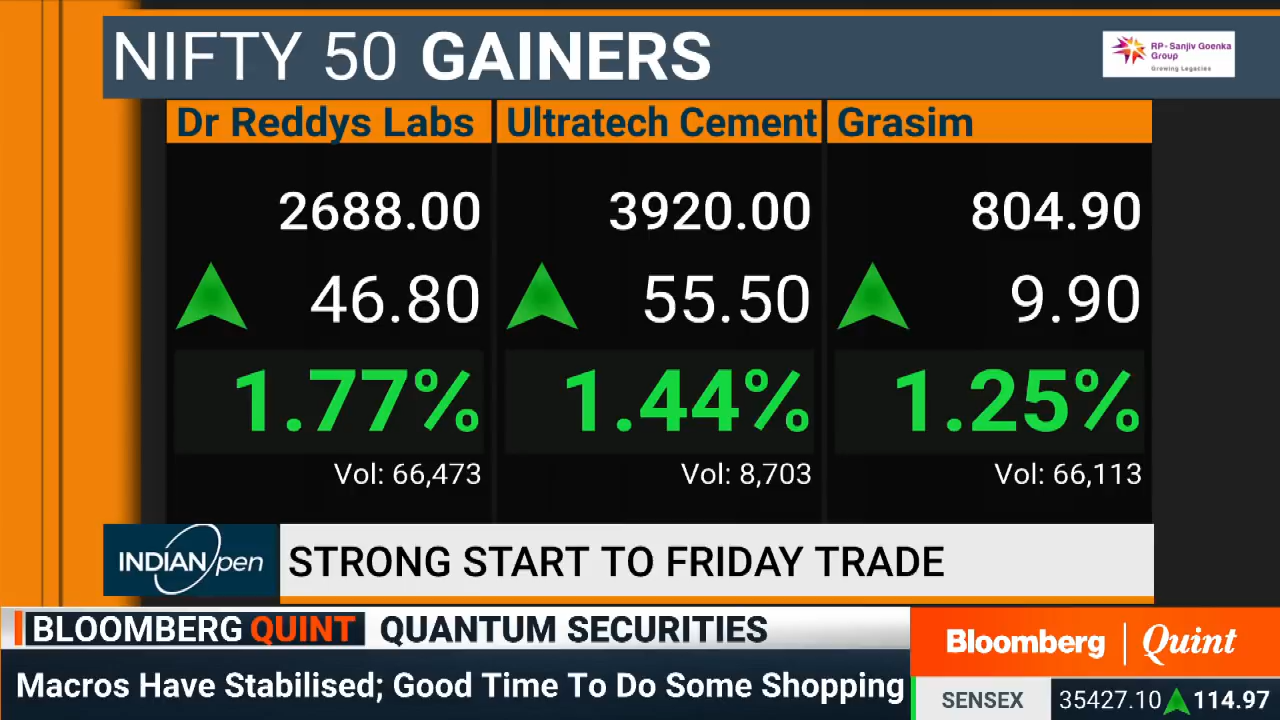 NIFTY 50 GAINERS
RP-Sanjiv Goenka
Group
Growing Legacies
Dr Reddys Labs
2688.00
46.80
1.77%
Vol: 66,473
Ultratech Cement
3920.00
55.50
1.44%
Vol: 8,703
Grasim
804.90
9.90
1.25%
Vol: 66,113
INDIAN Open
STRONG START TO FRIDAY TRADE
BLOOMBERG QUINT QUANTUM SECURITIES
Macros Have Stabilised; Good Time To Do Some Shopping
Bloomberg | Quint
SENSEX 35427.10 114.97